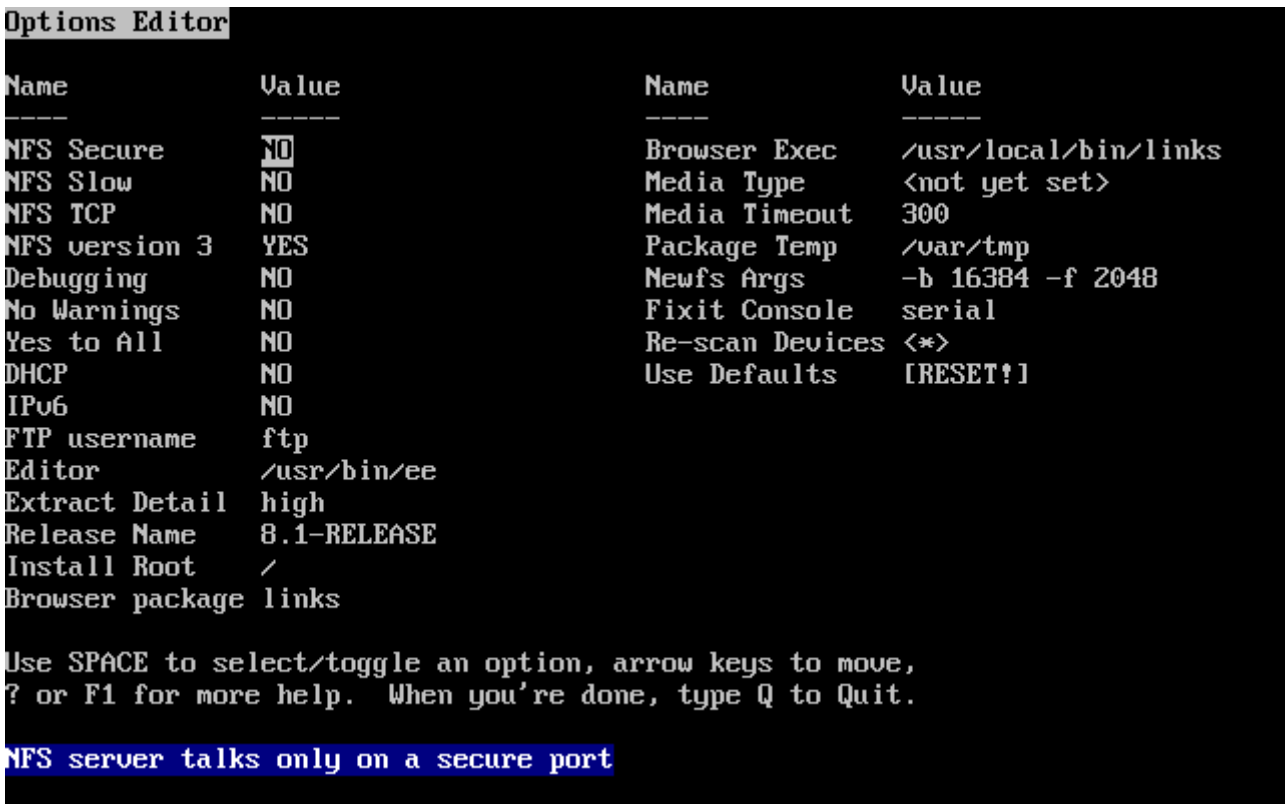 Options Editor
Name Value Name Value
---- ----- ---- -----
NFS Secure NO Browser Exec /usr/local/bin/links
NFS Slow NO Media Type <not yet set>
NFS TCP NO Media Timeout 300
NFS version 3 YES Package Temp /var/tmp
Debugging NO Newfs Args -b 16384 -f 2048
No Warnings NO Fixit Console serial
Yes to All NO Re-scan Devices <*>
DHCP NO Use Defaults [RESET!]
IPv6 NO
FTP username ftp
Editor /usr/bin/ee
Extract Detail high
Release Name 8.1-RELEASE
Install Root /
Browser package links
Use SPACE to select/toggle an option, arrow keys to move,
? or F1 for more help. When you're done, type Q to Quit.
NFS server talks only on a secure port